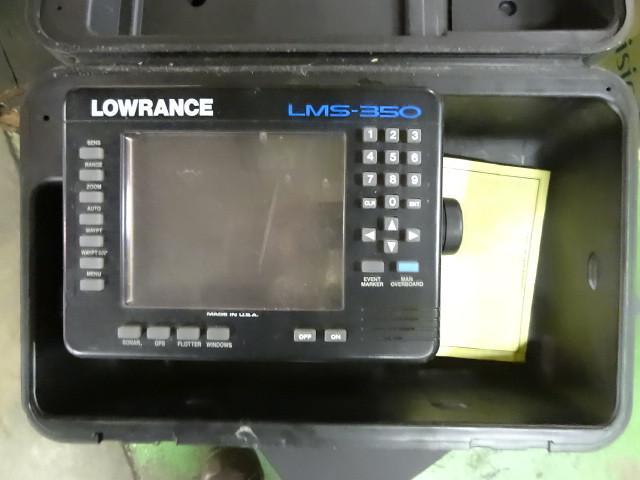 LOWRANCE LMS-350
SENS
RANGE
ZOOM
AUTO
WAYPT
MENU
1 2 3
4 5 6
7 8 9
CLR 0 ENT
EVENT MARKER
MAN OVERBOARD
MADE IN U.S.A.
SONAR
GPS
PLOTTER
WINDOWS
OFF
ON